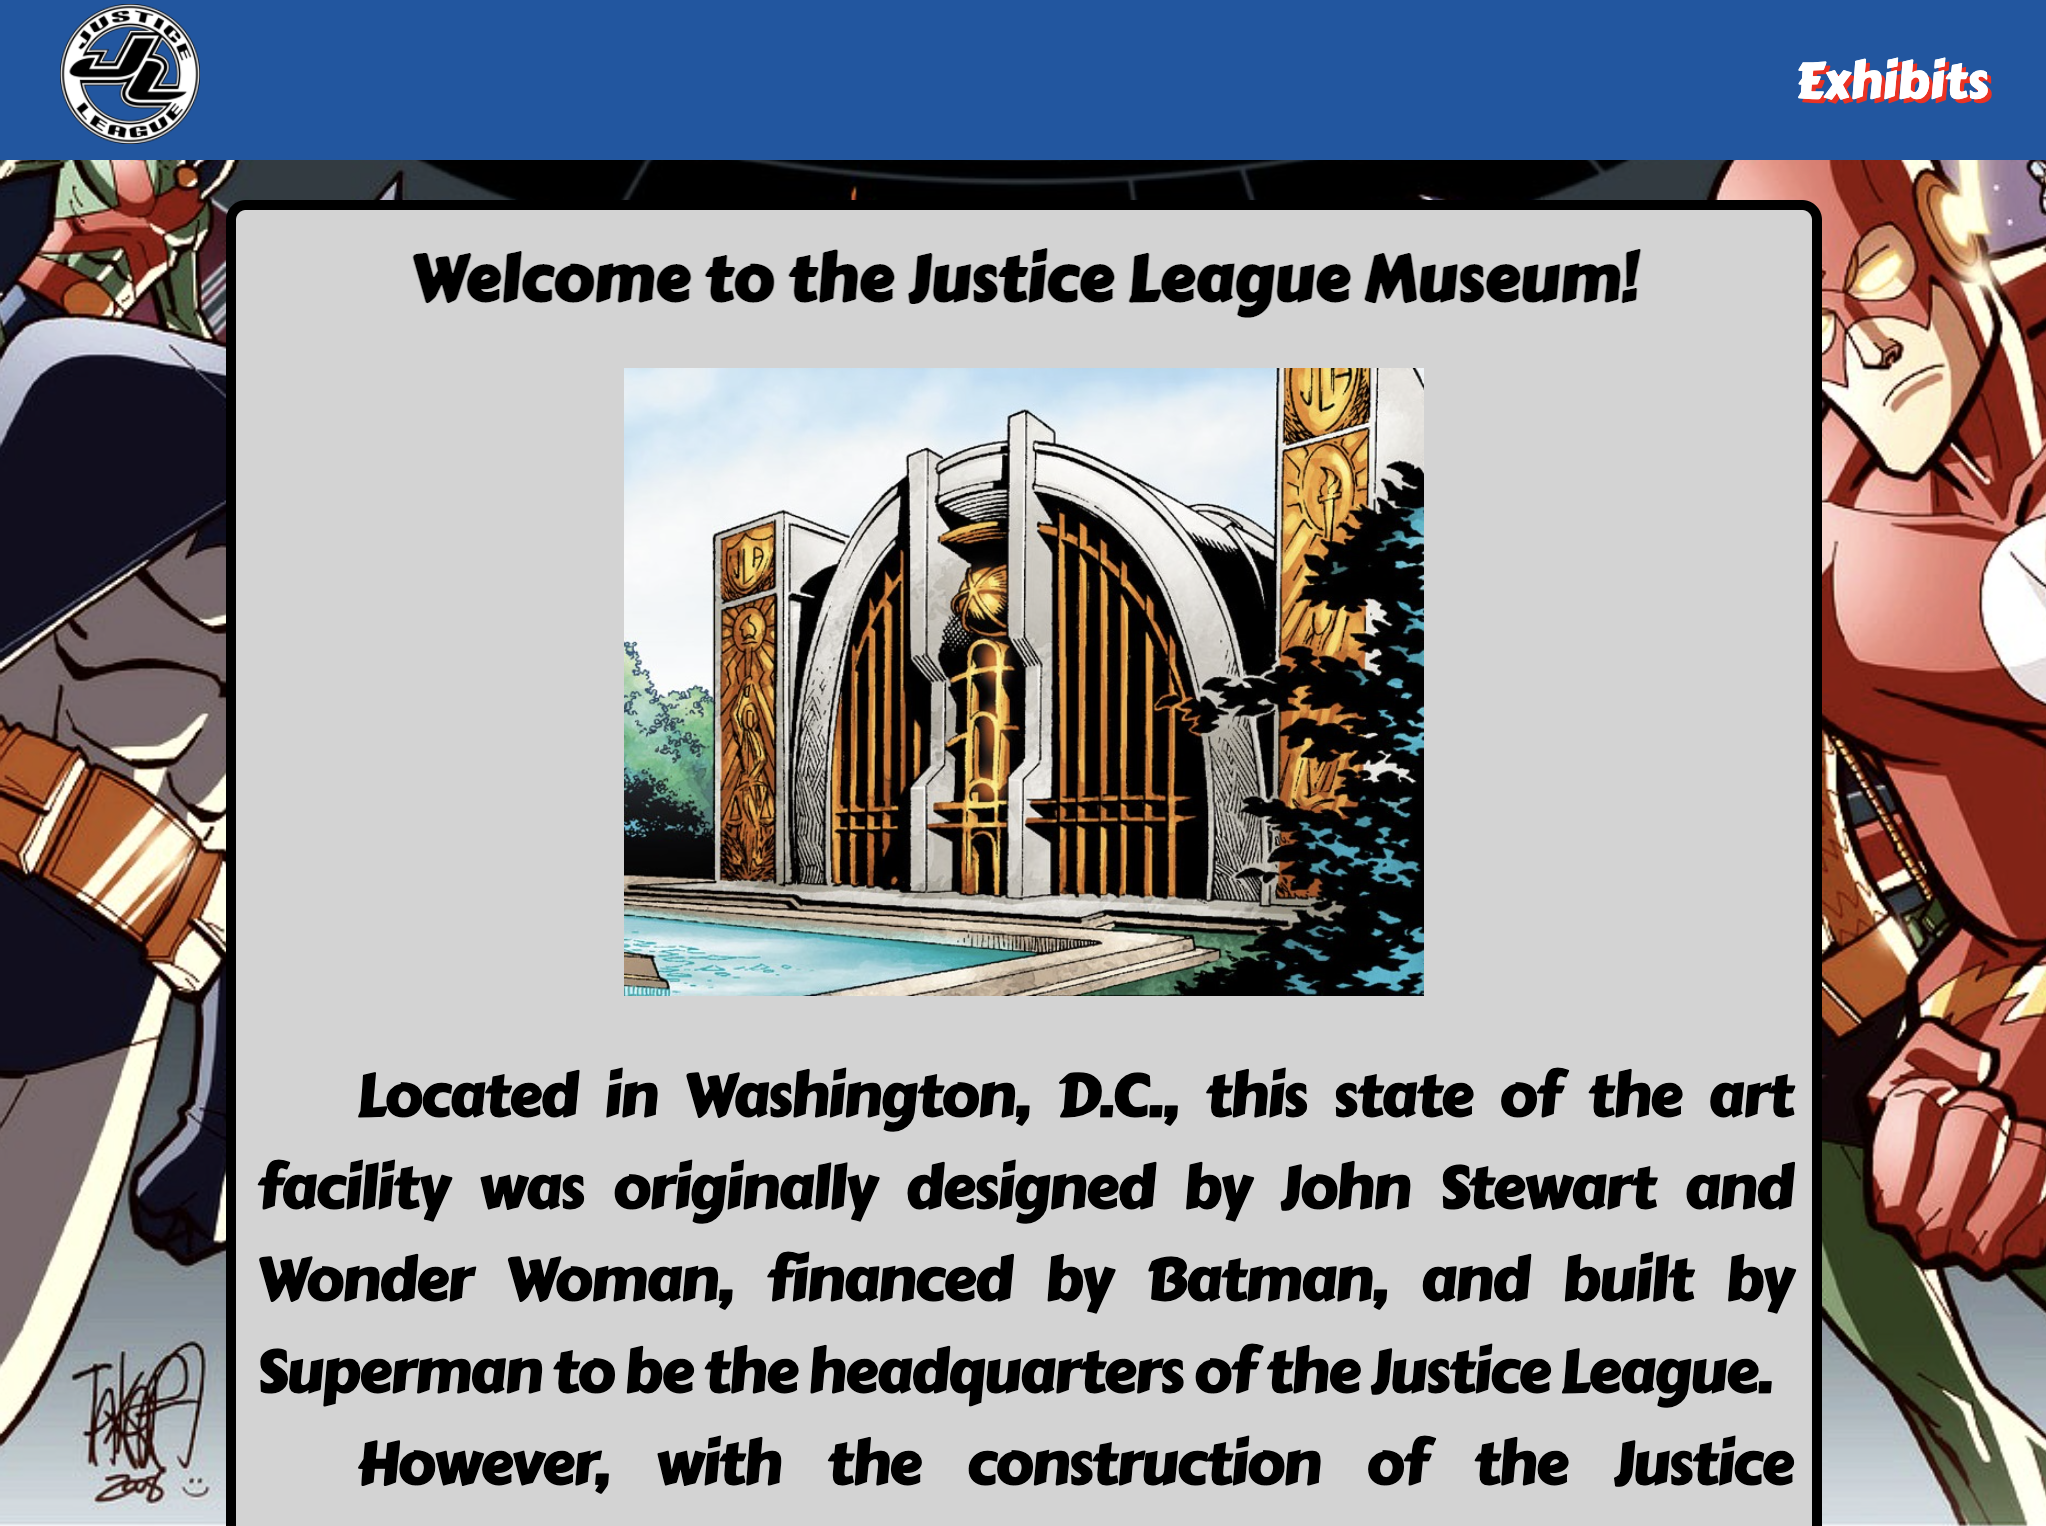 JUSTICE
JL
LEAGUE
Exhibits
Welcome to the Justice League Museum!
JLA
JLA
Located in Washington, D.C., this state of the art
facility was originally designed by John Stewart and
Wonder Woman, financed by Batman, and built by
Superman to be the headquarters of the Justice League.
However, with the construction of the Justice
2008